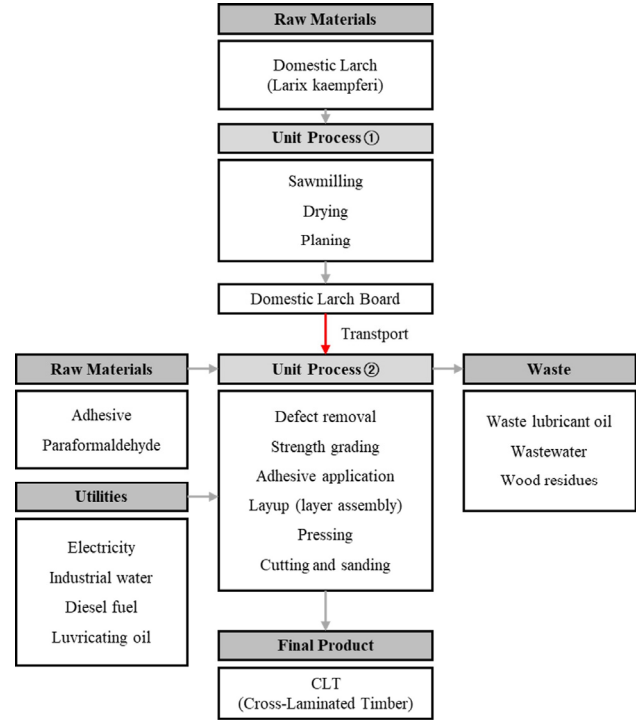 Raw Materials
Domestic Larch
(Larix kaempferi)
Unit Process①
Sawmilling
Drying
Planing
Domestic Larch Board
Transtport
Raw Materials
Adhesive
Paraformaldehyde
Utilities
Electricity
Industrial water
Diesel fuel
Luvricating oil
Unit Process②
Defect removal
Strength grading
Adhesive application
Layup (layer assembly)
Pressing
Cutting and sanding
Waste
Waste lubricant oil
Wastewater
Wood residues
Final Product
CLT
(Cross-Laminated Timber)